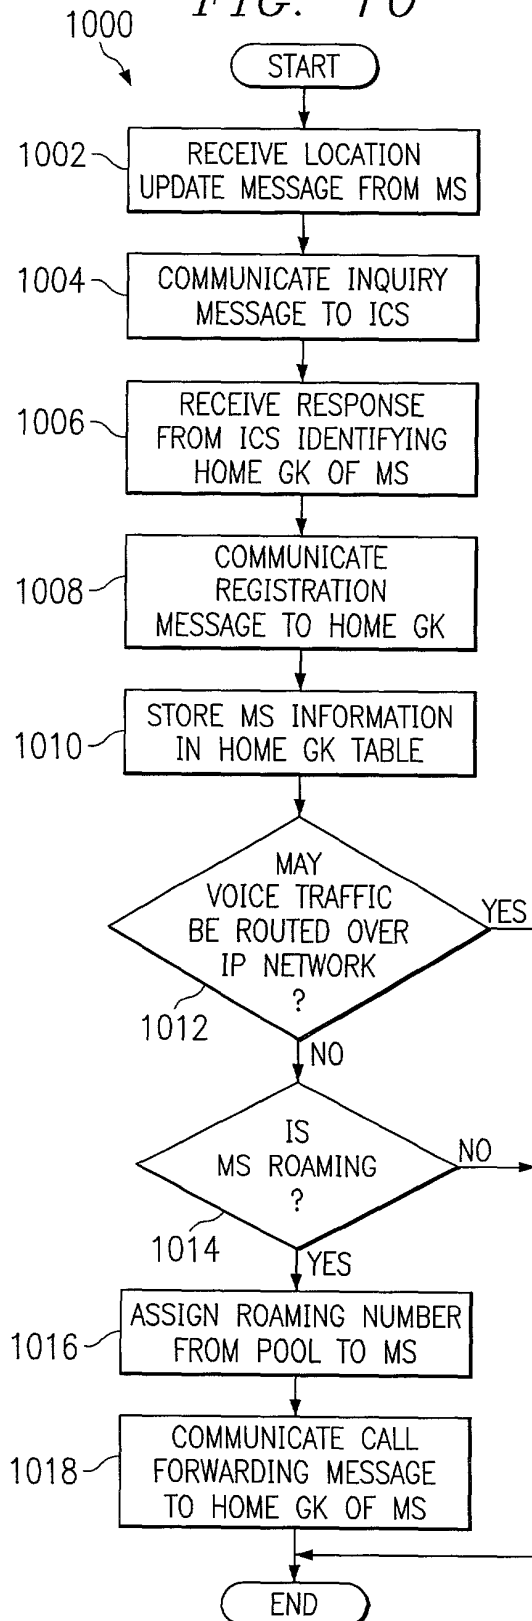 FIG. 10
1000
START
1002
RECEIVE LOCATION
UPDATE MESSAGE FROM MS
1004
COMMUNICATE INQUIRY
MESSAGE TO ICS
1006
RECEIVE RESPONSE
FROM ICS IDENTIFYING
HOME GK OF MS
1008
COMMUNICATE
REGISTRATION
MESSAGE TO HOME GK
1010
STORE MS INFORMATION
IN HOME GK TABLE
MAY
VOICE TRAFFIC
BE ROUTED OVER
IP NETWORK
?
YES
1012
NO
IS
MS ROAMING
?
NO
1014
YES
1016
ASSIGN ROAMING NUMBER
FROM POOL TO MS
1018
COMMUNICATE CALL
FORWARDING MESSAGE
TO HOME GK OF MS
END